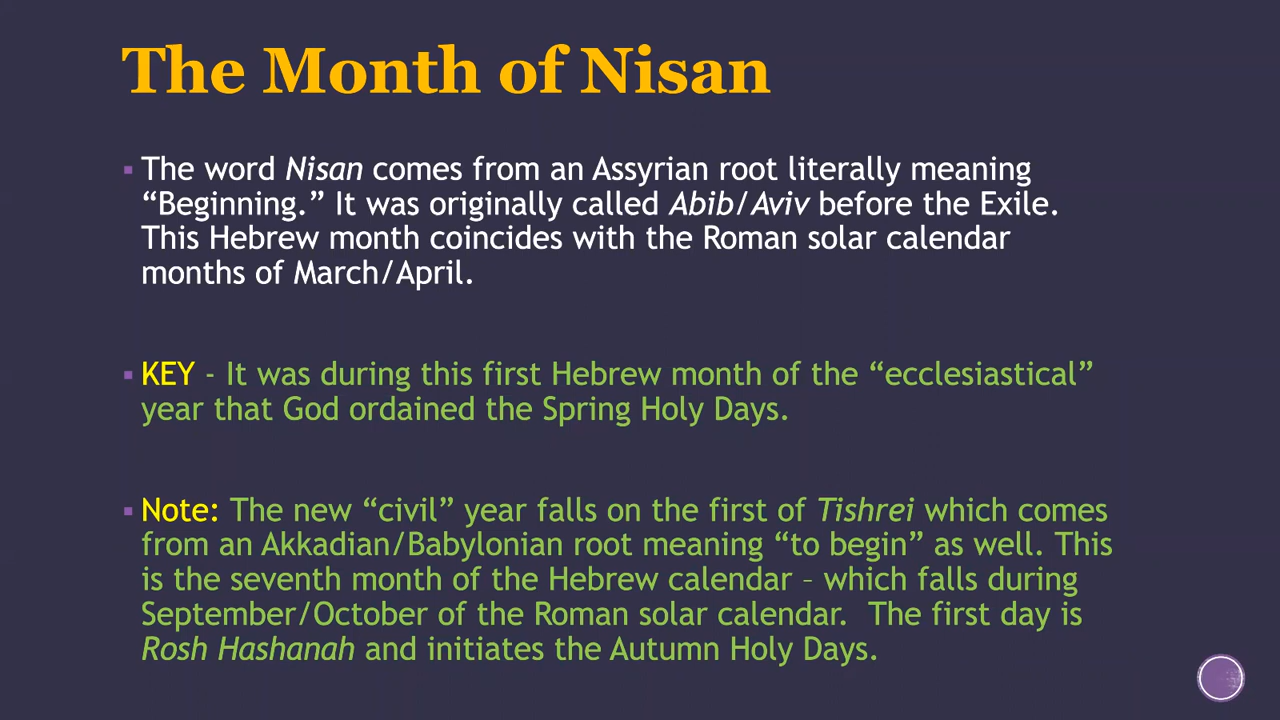 The Month of Nisan
▪ The word Nisan comes from an Assyrian root literally meaning
“Beginning.” It was originally called Abib/Aviv before the Exile.
This Hebrew month coincides with the Roman solar calendar
months of March/April.
▪ KEY - It was during this first Hebrew month of the “ecclesiastical”
year that God ordained the Spring Holy Days.
▪ Note: The new “civil” year falls on the first of Tishrei which comes
from an Akkadian/Babylonian root meaning “to begin” as well. This
is the seventh month of the Hebrew calendar – which falls during
September/October of the Roman solar calendar.  The first day is
Rosh Hashanah and initiates the Autumn Holy Days.